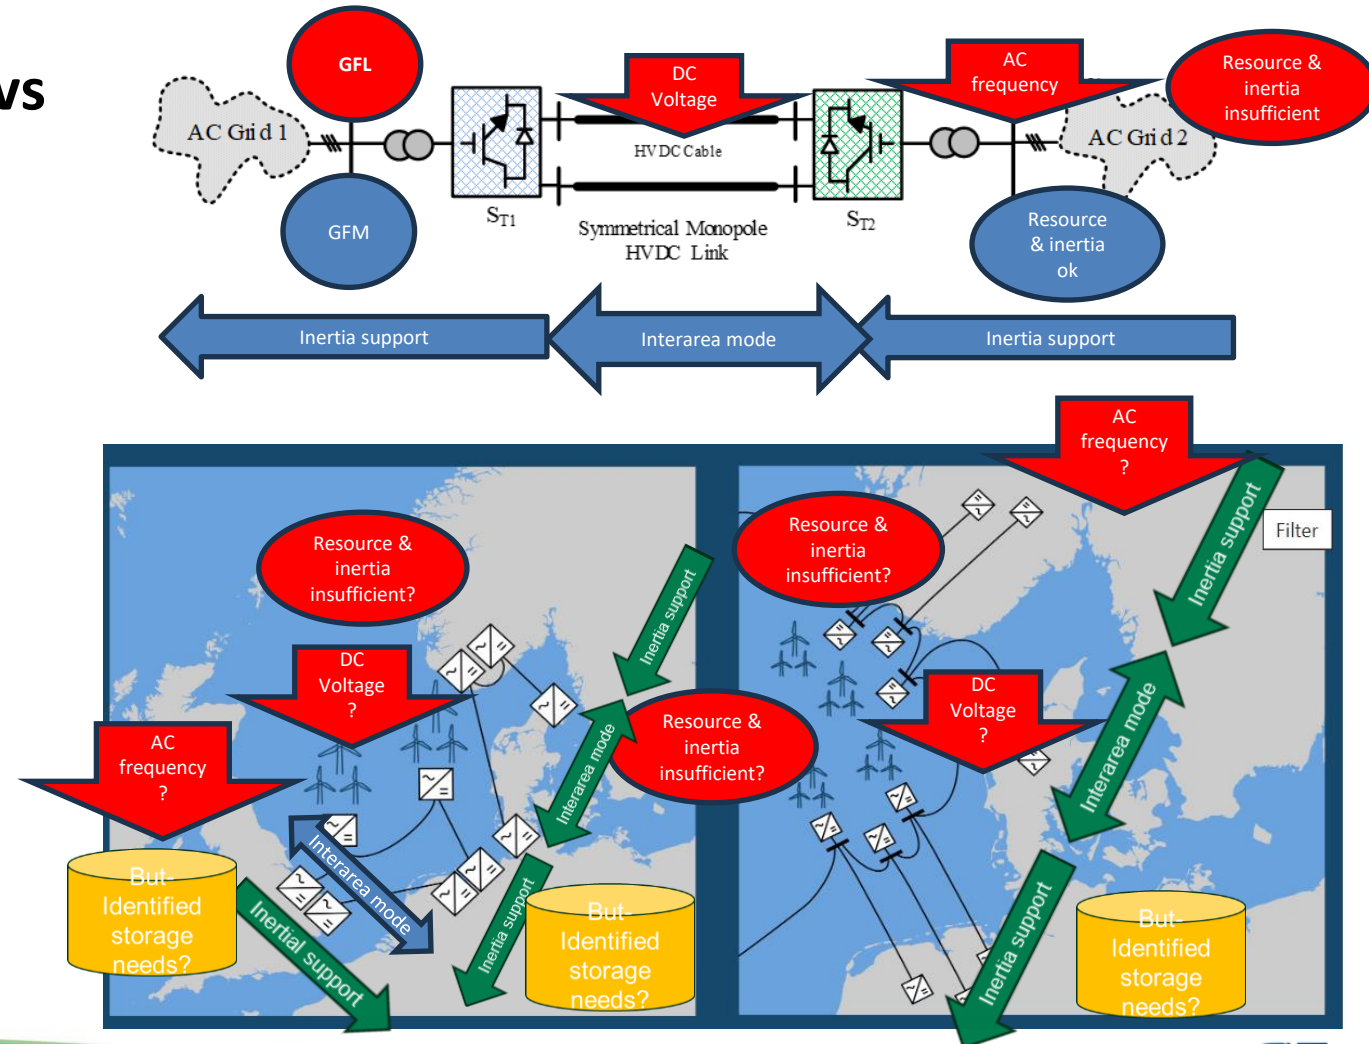 vs
GFL
DC
Voltage
AC
frequency
Resource &
inertia
insufficient
AC Grid 1
HVDC Cable
AC Grid 2
GFM
ST1
Symmetrical Monopole
HVDC Link
ST2
Resource
& inertia
ok
Inertia support
Interarea mode
Inertia support
AC
frequency
?
Resource &
inertia
insufficient?
Resource &
inertia
insufficient?
Inertia support
Filter
Inertia support
DC
Voltage
?
Resource &
inertia
insufficient?
DC
Voltage
?
Interarea mode
Interarea mode
AC
frequency
?
Interarea mode
But-
Identified
storage
needs?
Inertial support
Inertia support
But-
Identified
storage
needs?
Inertia support
But-
Identified
storage
needs?